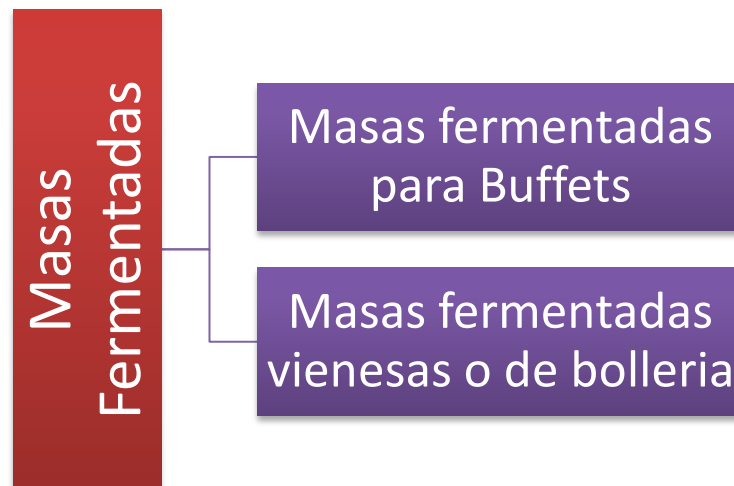 Masas
Fermentadas
Masas fermentadas
para Buffets
Masas fermentadas
vienesas o de bolleria